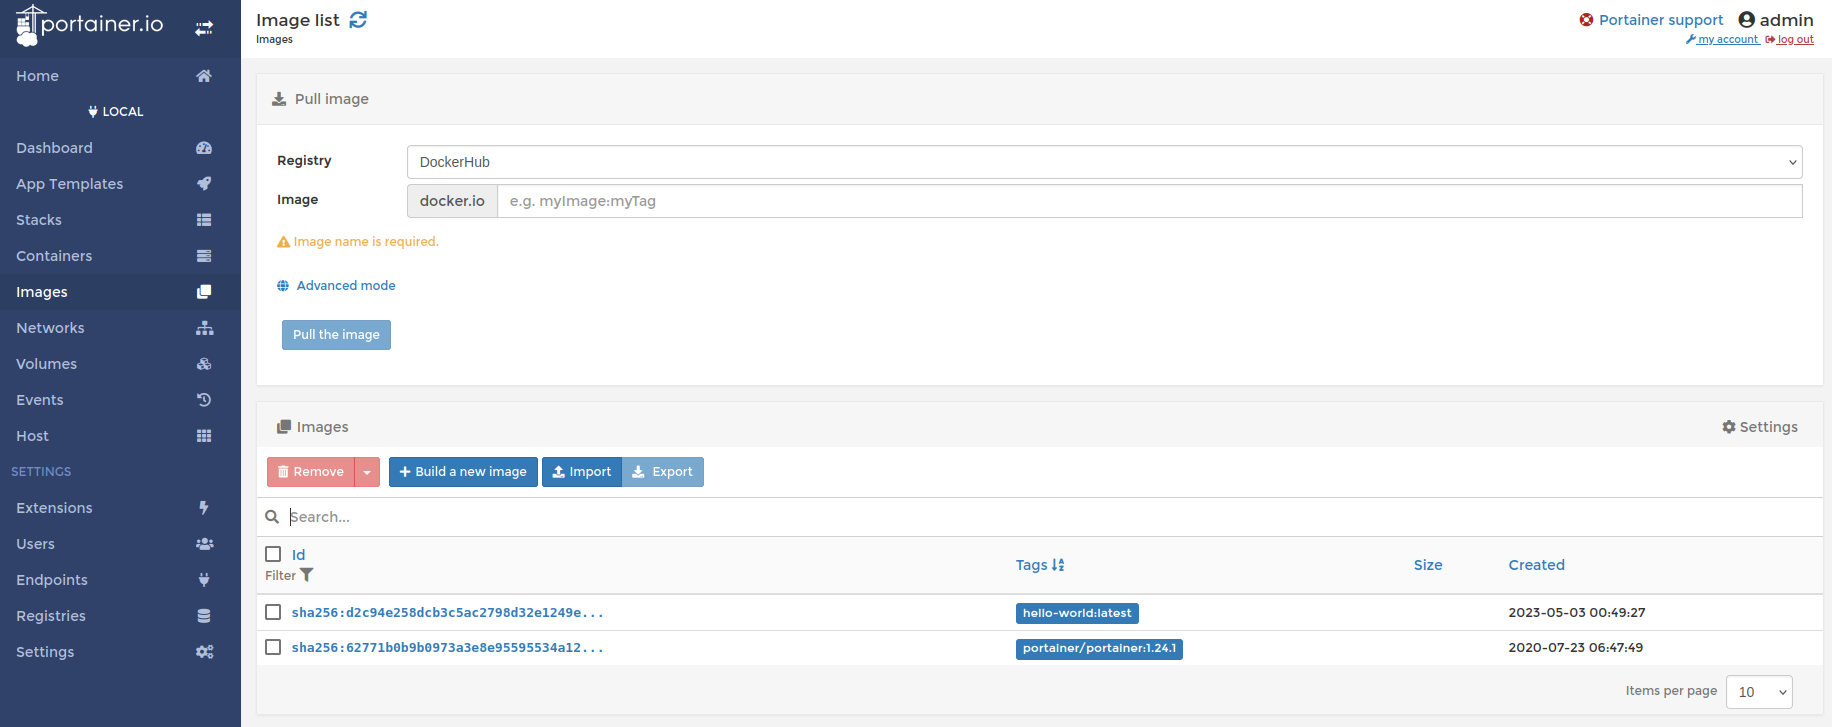 portainer.io
Home
LOCAL
Dashboard
App Templates
Stacks
Containers
Images
Networks
Volumes
Events
Host
SETTINGS
Extensions
Users
Endpoints
Registries
Settings
Image list
Images
Portainer support admin
my account log out
Pull image
Registry DockerHub
Image docker.io e.g. myImage:myTag
Image name is required.
Advanced mode
Pull the image
Images Settings
Remove Build a new image Import Export
Search...
Id Tags Size Created
Filter
sha256:d2c94e258dcb3c5ac2798d32e1249e... hello-world:latest 2023-05-03 00:49:27
sha256:62771b0b9b0973a3e8e95595534a12... portainer/portainer:1.24.1 2020-07-23 06:47:49
Items per page 10